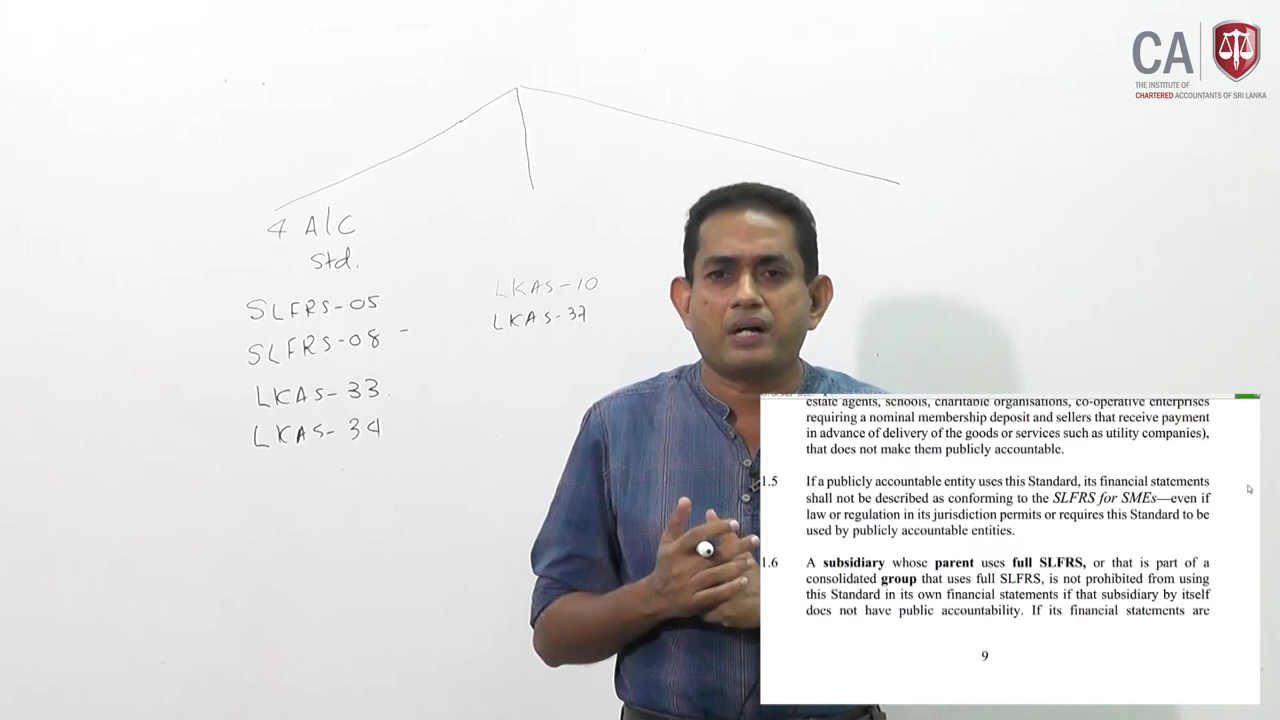 CA
THE INSTITUTE OF
CHARTERED ACCOUNTANTS OF SRI LANKA
4 A/C
Std.
SLFRS-05
SLFRS-08 -
LKAS-33
LKAS-34
LKAS-10
LKAS-37
estate agents, schools, charitable organisations, co-operative enterprises
requiring a nominal membership deposit and sellers that receive payment
in advance of delivery of the goods or services such as utility companies),
that does not make them publicly accountable.
1.5 If a publicly accountable entity uses this Standard, its financial statements
shall not be described as conforming to the SLFRS for SMEs—even if
law or regulation in its jurisdiction permits or requires this Standard to be
used by publicly accountable entities.
1.6 A subsidiary whose parent uses full SLFRS, or that is part of a
consolidated group that uses full SLFRS, is not prohibited from using
this Standard in its own financial statements if that subsidiary by itself
does not have public accountability. If its financial statements are
9